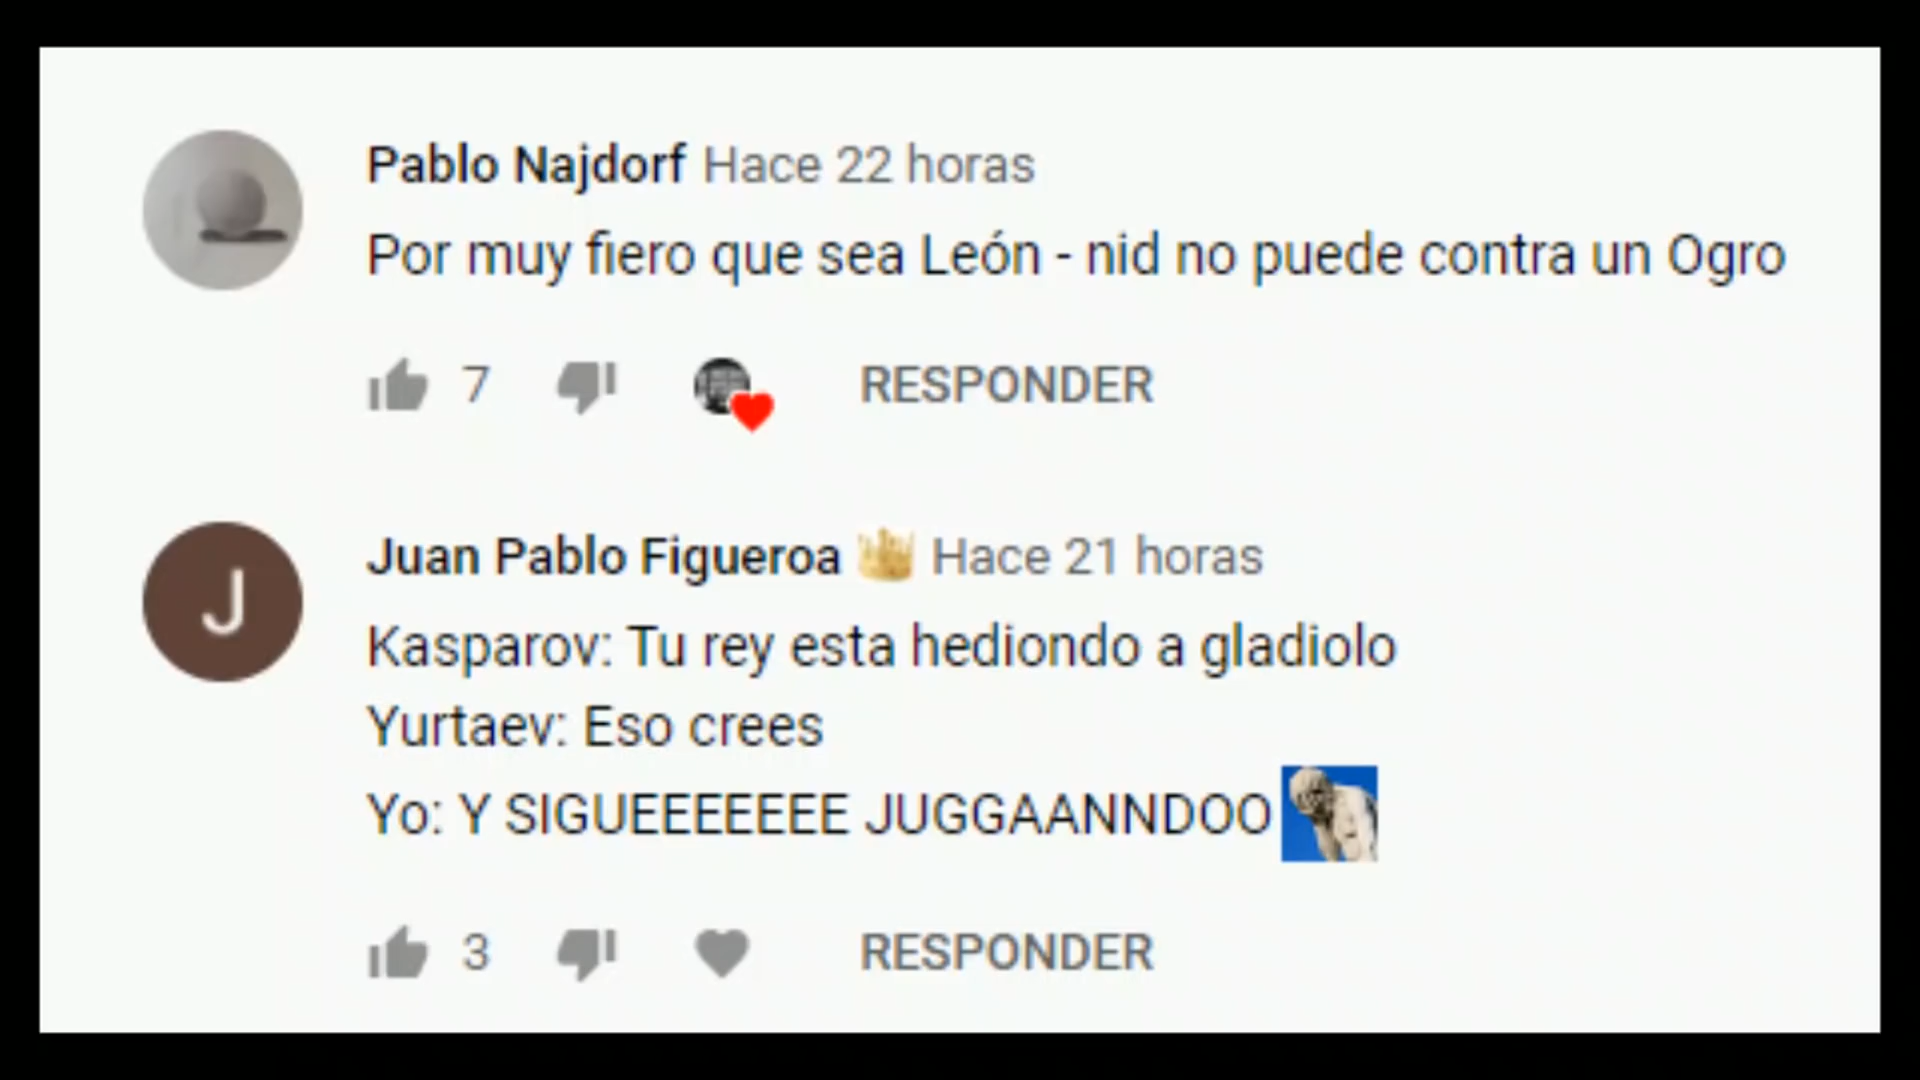 Pablo Najdorf Hace 22 horas
Por muy fiero que sea León - nid no puede contra un Ogro
7 RESPONDER
J
Juan Pablo Figueroa Hace 21 horas
Kasparov: Tu rey esta hediondo a gladiolo
Yurtaev: Eso crees
Yo: Y SIGUEEEEEEE JUGGAANNDOO
3 RESPONDER